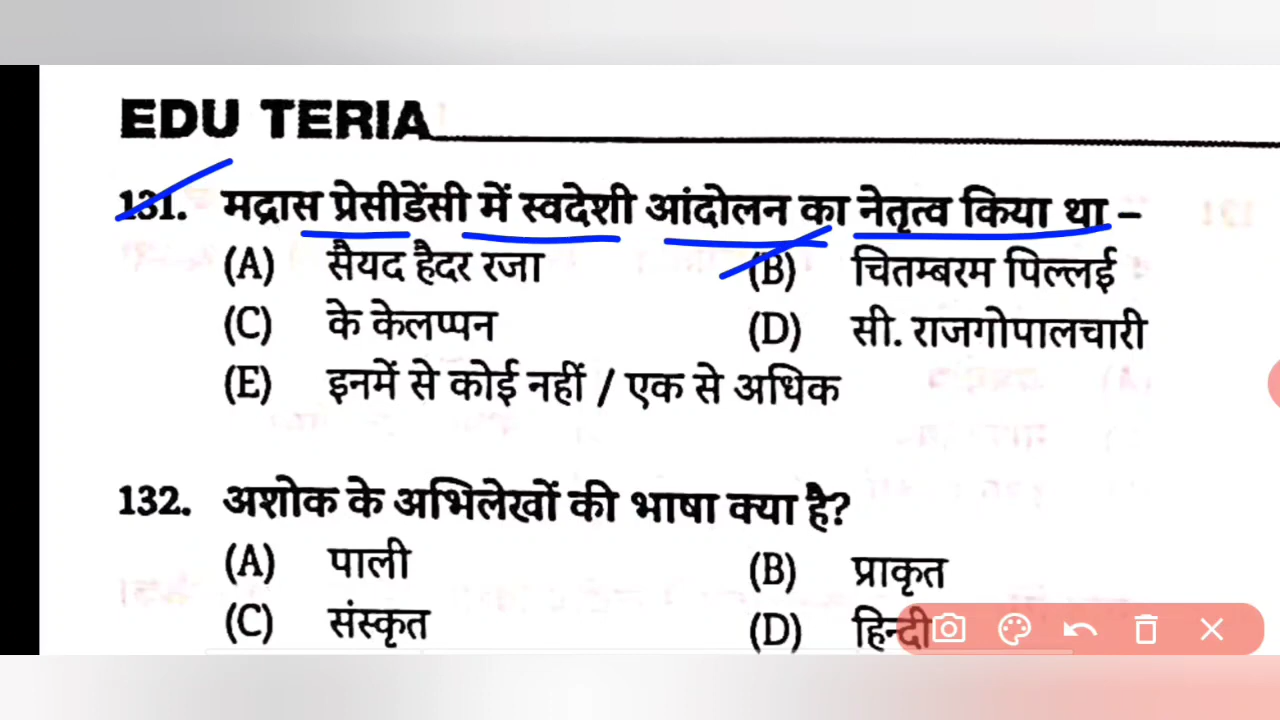 EDU TERIA
131. मद्रास प्रेसीडेंसी में स्वदेशी आंदोलन का नेतृत्व किया था –
(A) सैयद हैदर रजा (B) चितम्बरम पिल्लई
(C) के केलप्पन (D) सी. राजगोपालचारी
(E) इनमें से कोई नहीं / एक से अधिक
132. अशोक के अभिलेखों की भाषा क्या है?
(A) पाली (B) प्राकृत
(C) संस्कृत (D) हिन्दी